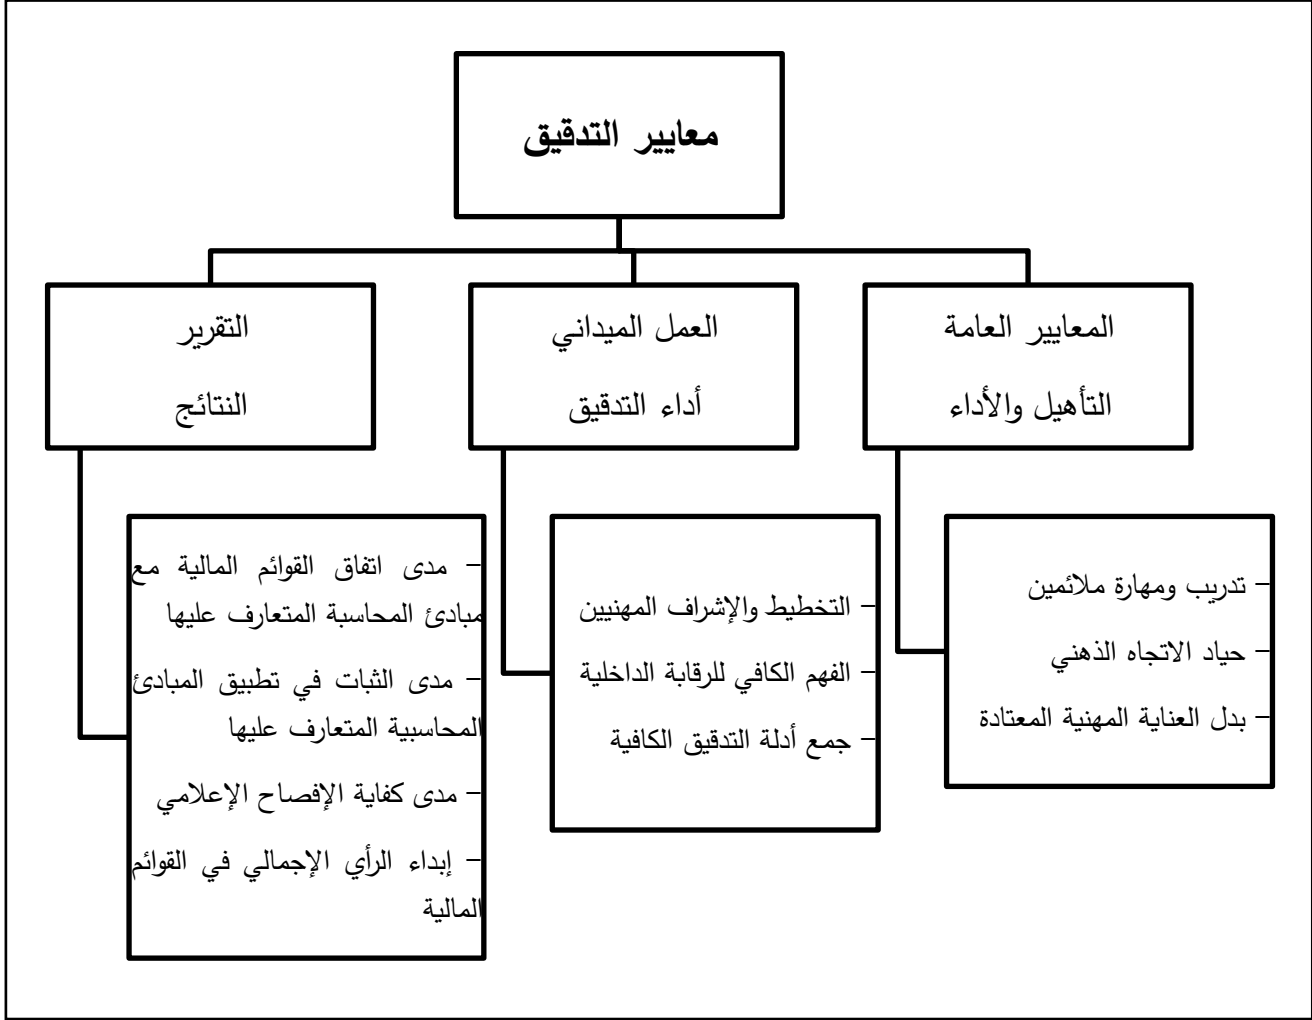 معايير التدقيق
المعايير العامة
التأهيل والأداء
العمل الميداني
أداء التدقيق
التقرير
النتائج
– تدريب ومهارة ملائمين
– حياد الاتجاه الذهني
– بدل العناية المهنية المعتادة
– التخطيط والإشراف المهنيين
– الفهم الكافي للرقابة الداخلية
– جمع أدلة التدقيق الكافية
– مدى اتفاق القوائم المالية مع
مبادئ المحاسبة المتعارف عليها
– مدى الثبات في تطبيق المبادئ
المحاسبية المتعارف عليها
– مدى كفاية الإفصاح الإعلامي
– إبداء الرأي الإجمالي في القوائم
المالية